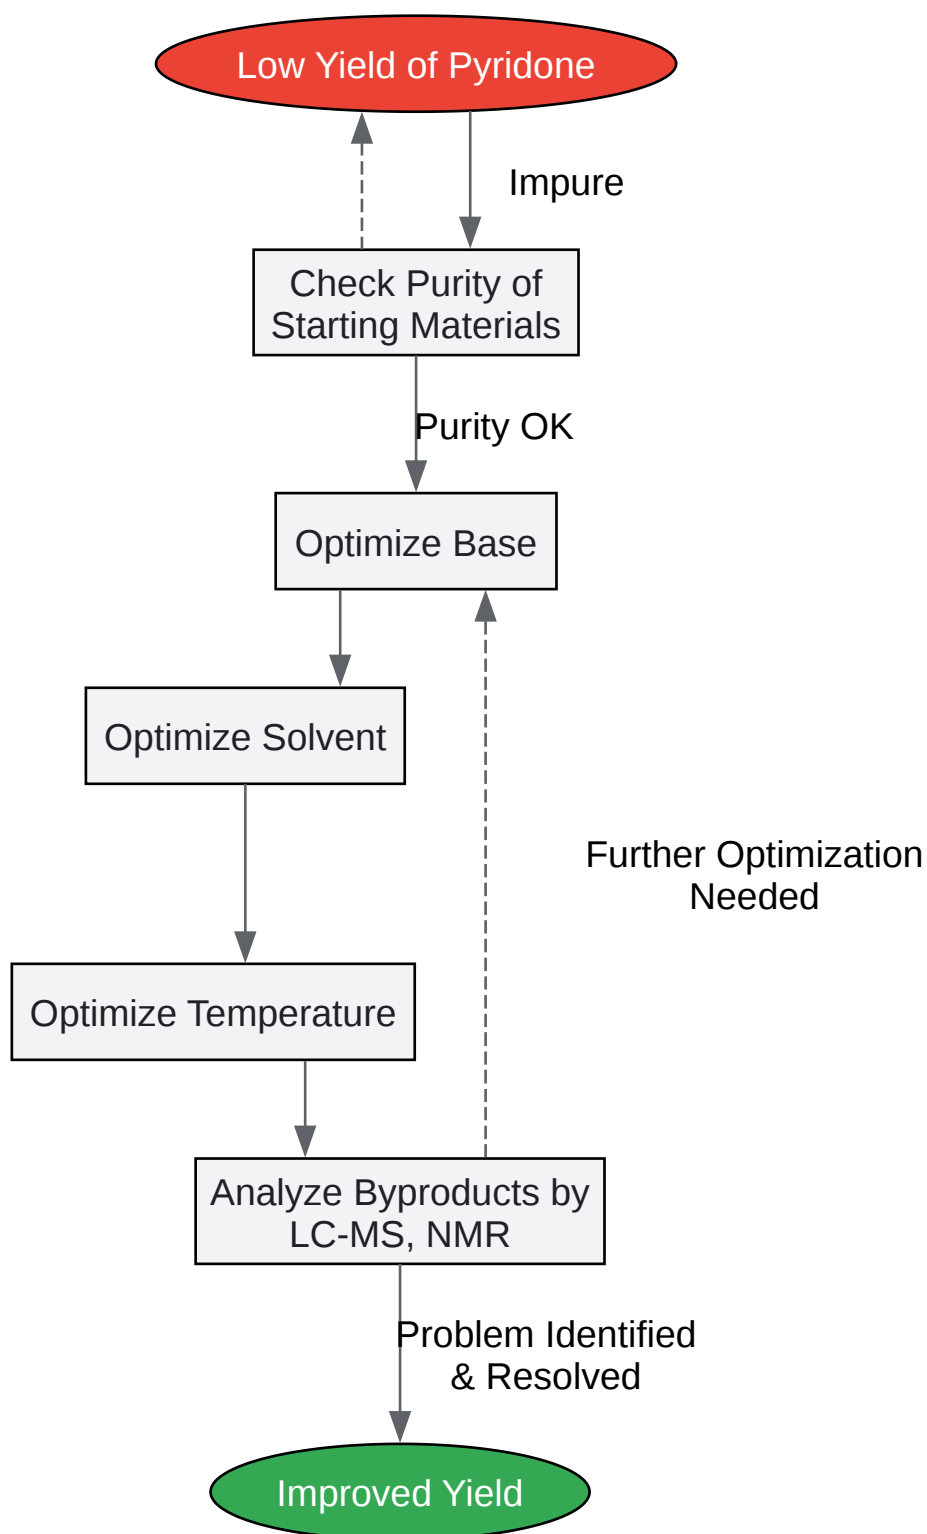 Low Yield of Pyridone
Impure
Check Purity of
Starting Materials
Purity OK
Optimize Base
Optimize Solvent
Further Optimization
Needed
Optimize Temperature
Analyze Byproducts by
LC-MS, NMR
Problem Identified
& Resolved
Improved Yield